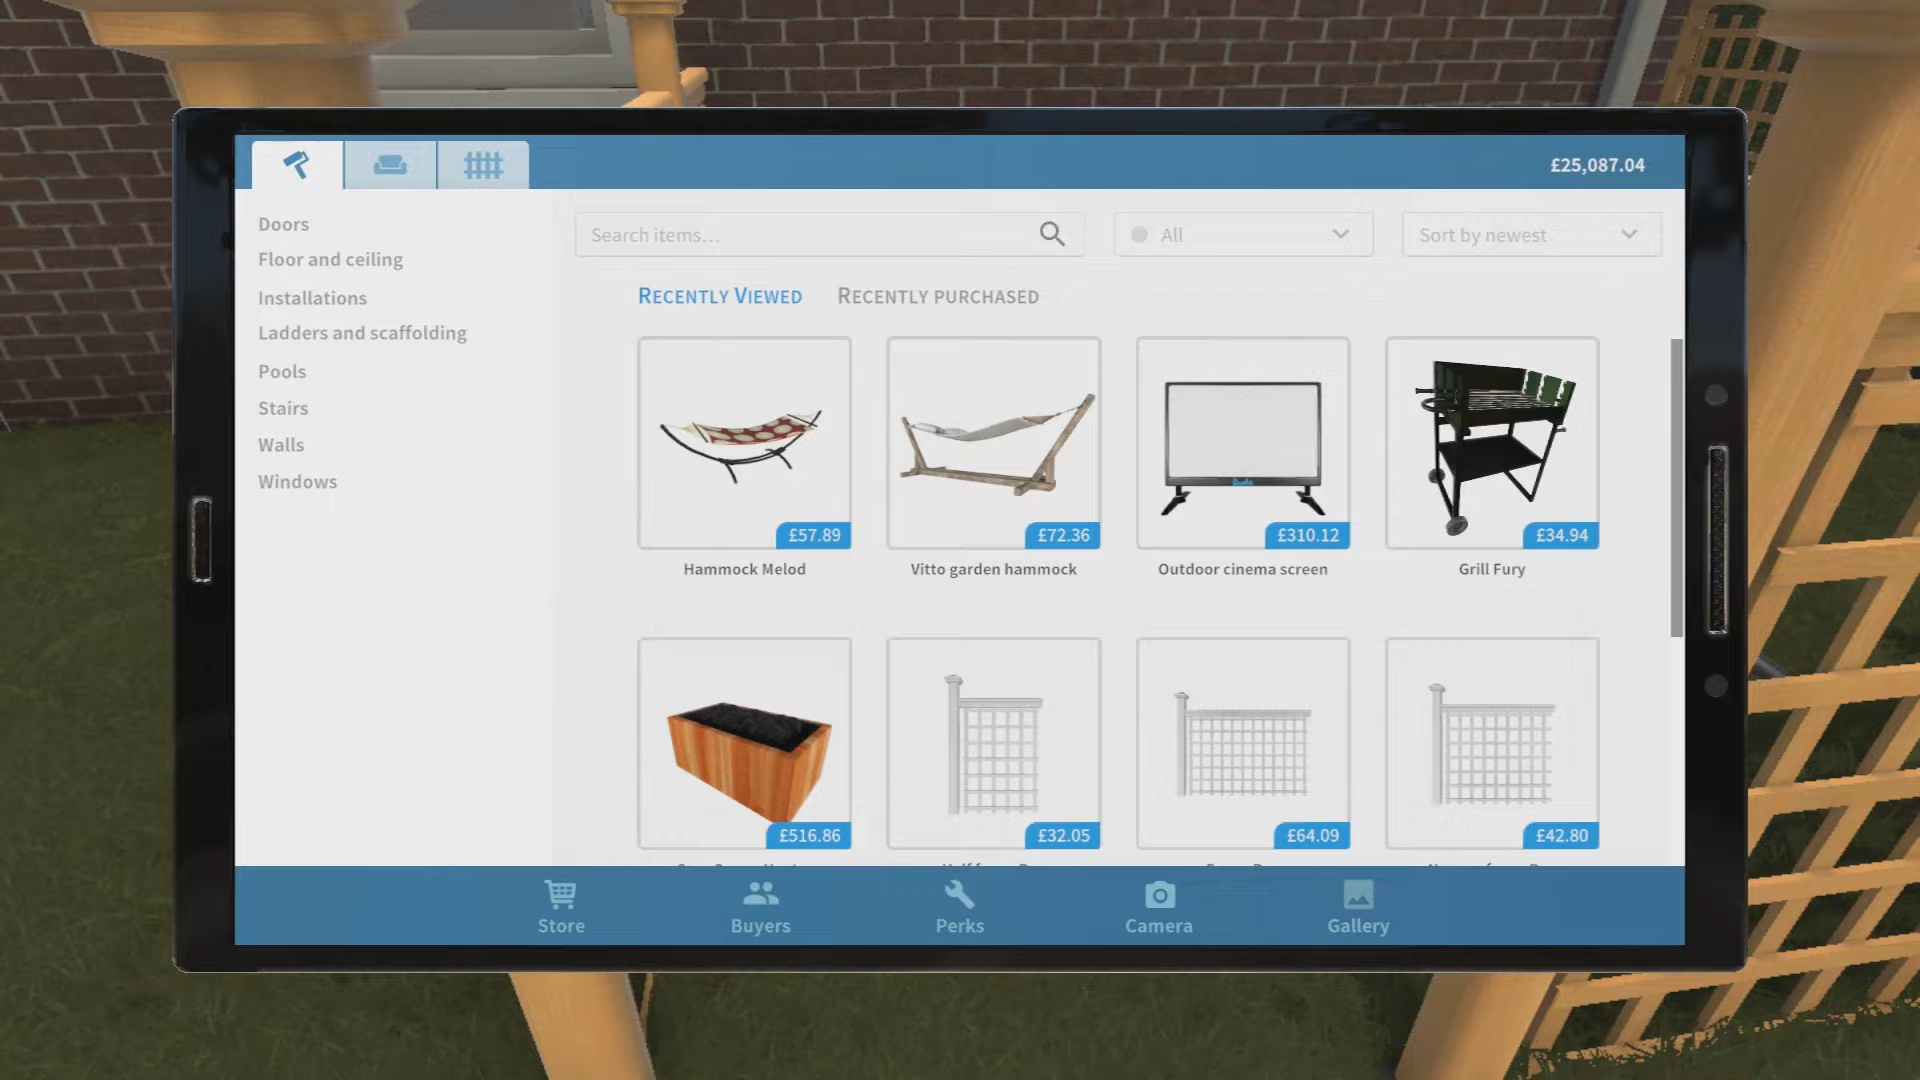 £25,087.04
Doors
Floor and ceiling
Installations
Ladders and scaffolding
Pools
Stairs
Walls
Windows
Search items...
All
Sort by newest
RECENTLY VIEWED
RECENTLY PURCHASED
£57.89
£72.36
£310.12
£34.94
Hammock Melod
Vitto garden hammock
Outdoor cinema screen
Grill Fury
£516.86
£32.05
£64.09
£42.80
Store
Buyers
Perks
Camera
Gallery